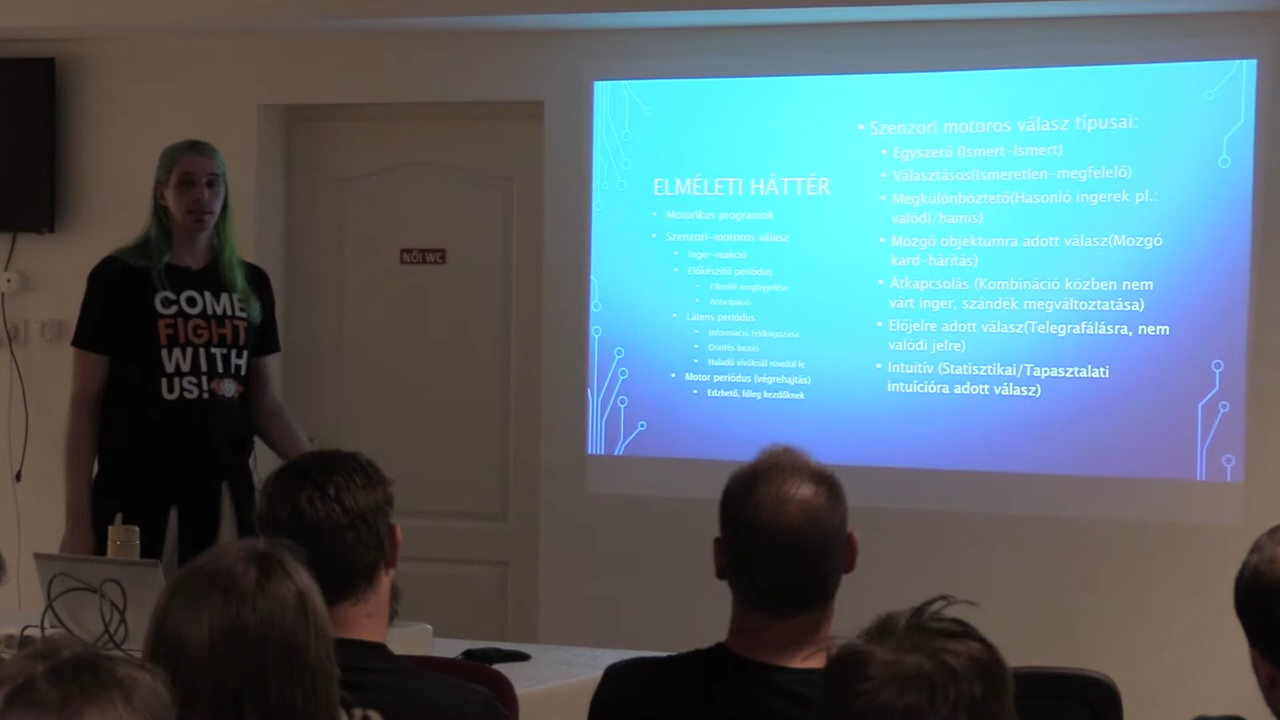 COME
FIGHT
WITH
US!
NŐI WC
ELMÉLETI HÁTTÉR
• Motorikus programok
• Szenzori-motoros válasz
• Inger-reakció
• Előkészítő periódus
• Ellenfél megfigyelése
• Anticipáció
• Látens periódus
• Információ feldolgozása
• Döntés hozás
• Haladó vívóknál rövidül le
• Motor periódus (végrehajtás)
• Edzhető, főleg kezdőknek
• Szenzori motoros válasz típusai:
• Egyszerű (Ismert-Ismert)
• Választásos(Ismeretlen-megfelelő)
• Megkülönböztető(Hasonló ingerek pl.:
valódi/hamis)
• Mozgó objektumra adott válasz(Mozgó
kard-hárítás)
• Átkapcsolás (Kombináció közben nem
várt inger, szándék megváltoztatása)
• Előjelre adott válasz(Telegrafálásra, nem
valódi jelre)
• Intuitív (Statisztikai/Tapasztalati
intuícióra adott válasz)